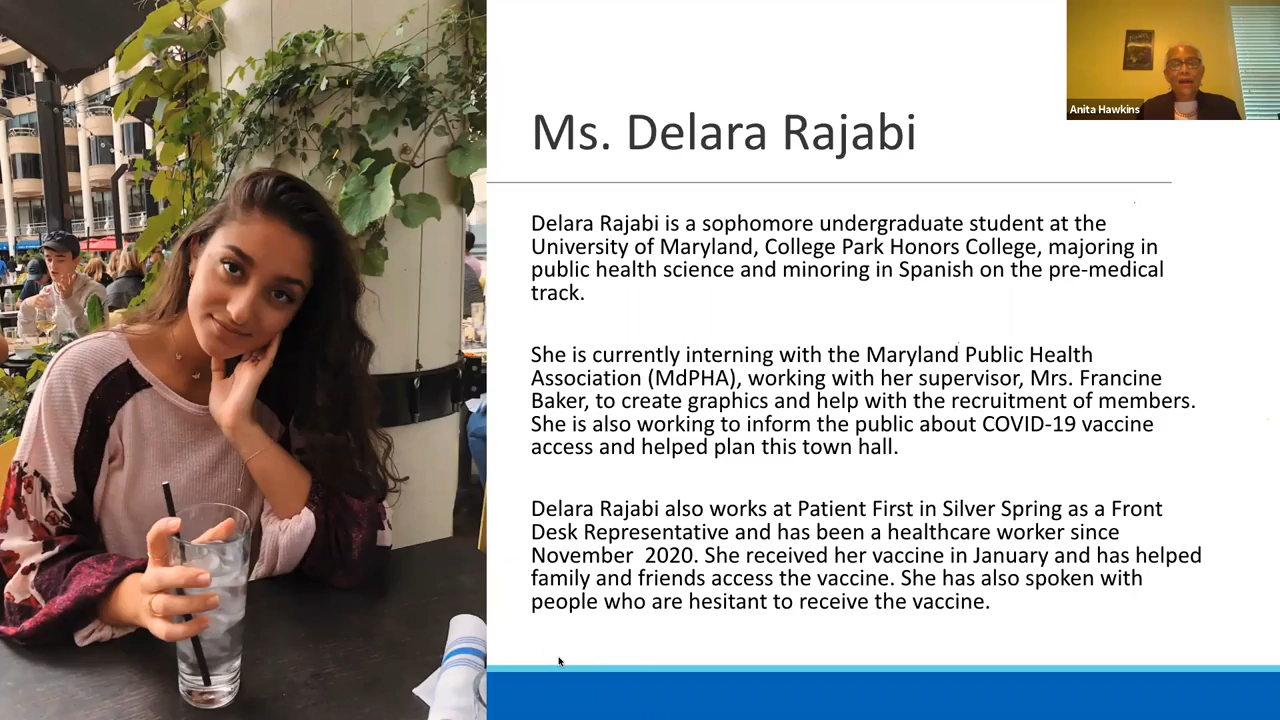 Anita Hawkins
Ms. Delara Rajabi
Delara Rajabi is a sophomore undergraduate student at the
University of Maryland, College Park Honors College, majoring in
public health science and minoring in Spanish on the pre-medical
track.
She is currently interning with the Maryland Public Health
Association (MdPHA), working with her supervisor, Mrs. Francine
Baker, to create graphics and help with the recruitment of members.
She is also working to inform the public about COVID-19 vaccine
access and helped plan this town hall.
Delara Rajabi also works at Patient First in Silver Spring as a Front
Desk Representative and has been a healthcare worker since
November  2020. She received her vaccine in January and has helped
family and friends access the vaccine. She has also spoken with
people who are hesitant to receive the vaccine.